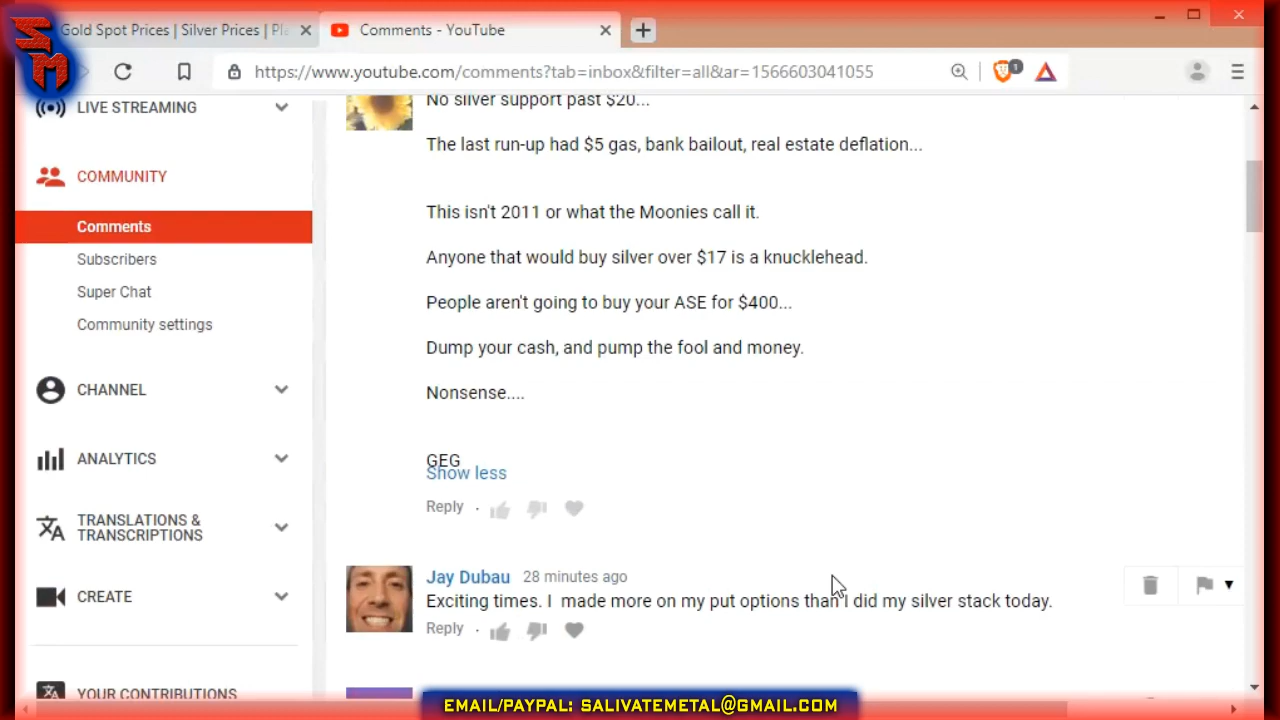 SM
Gold Spot Prices | Silver Prices | Pl
Comments - YouTube
https://www.youtube.com/comments?tab=inbox&filter=all&ar=1566603041055
1
LIVE STREAMING
COMMUNITY
Comments
Subscribers
Super Chat
Community settings
CHANNEL
ANALYTICS
TRANSLATIONS &
TRANSCRIPTIONS
CREATE
YOUR CONTRIBUTIONS
No silver support past $20...
The last run-up had $5 gas, bank bailout, real estate deflation...
This isn't 2011 or what the Moonies call it.
Anyone that would buy silver over $17 is a knucklehead.
People aren't going to buy your ASE for $400...
Dump your cash, and pump the fool and money.
Nonsense....
GEG
Show less
Reply
Jay Dubau 28 minutes ago
Exciting times. I made more on my put options than I did my silver stack today.
Reply
EMAIL/PAYPAL: SALIVATEMETAL@GMAIL.COM